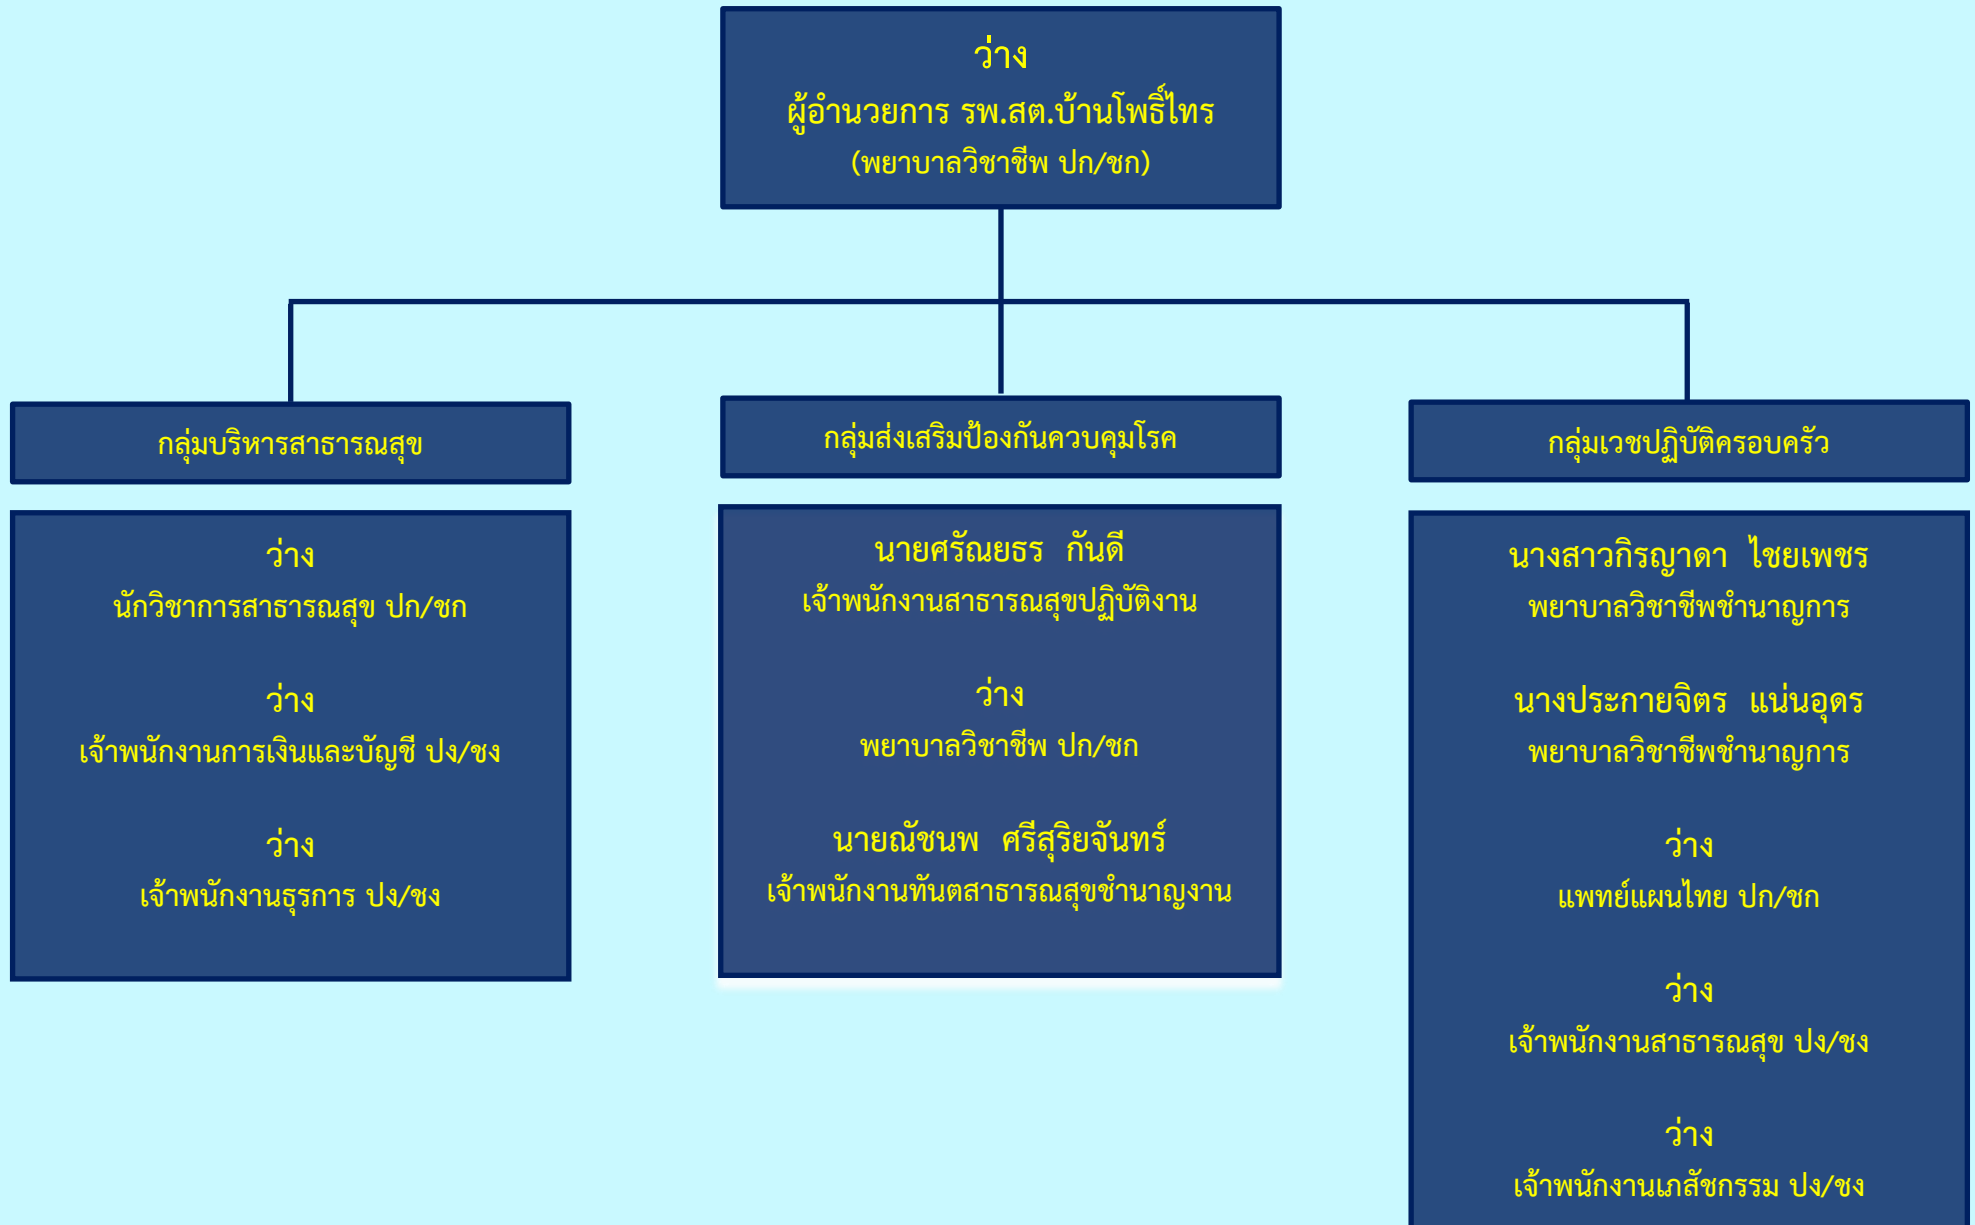 ว่าง
ผู้อำนวยการ รพ.สต.บ้านโพธิ์ไทร
(พยาบาลวิชาชีพ ปก/ชก)
กลุ่มบริหารสาธารณสุข
ว่าง
นักวิชาการสาธารณสุข ปก/ชก
ว่าง
เจ้าพนักงานการเงินและบัญชี ปง/ชง
ว่าง
เจ้าพนักงานธุรการ ปง/ชง
กลุ่มส่งเสริมป้องกันควบคุมโรค
นายศรัณยธร กันดี
เจ้าพนักงานสาธารณสุขปฏิบัติงาน
ว่าง
พยาบาลวิชาชีพ ปก/ชก
นายณัชนพ ศรีสุริยจันทร์
เจ้าพนักงานทันตสาธารณสุขชำนาญงาน
กลุ่มเวชปฏิบัติครอบครัว
นางสาวกิรญาดา ไชยเพชร
พยาบาลวิชาชีพชำนาญการ
นางประกายจิตร แน่นอุดร
พยาบาลวิชาชีพชำนาญการ
ว่าง
แพทย์แผนไทย ปก/ชก
ว่าง
เจ้าพนักงานสาธารณสุข ปง/ชง
ว่าง
เจ้าพนักงานเภสัชกรรม ปง/ชง